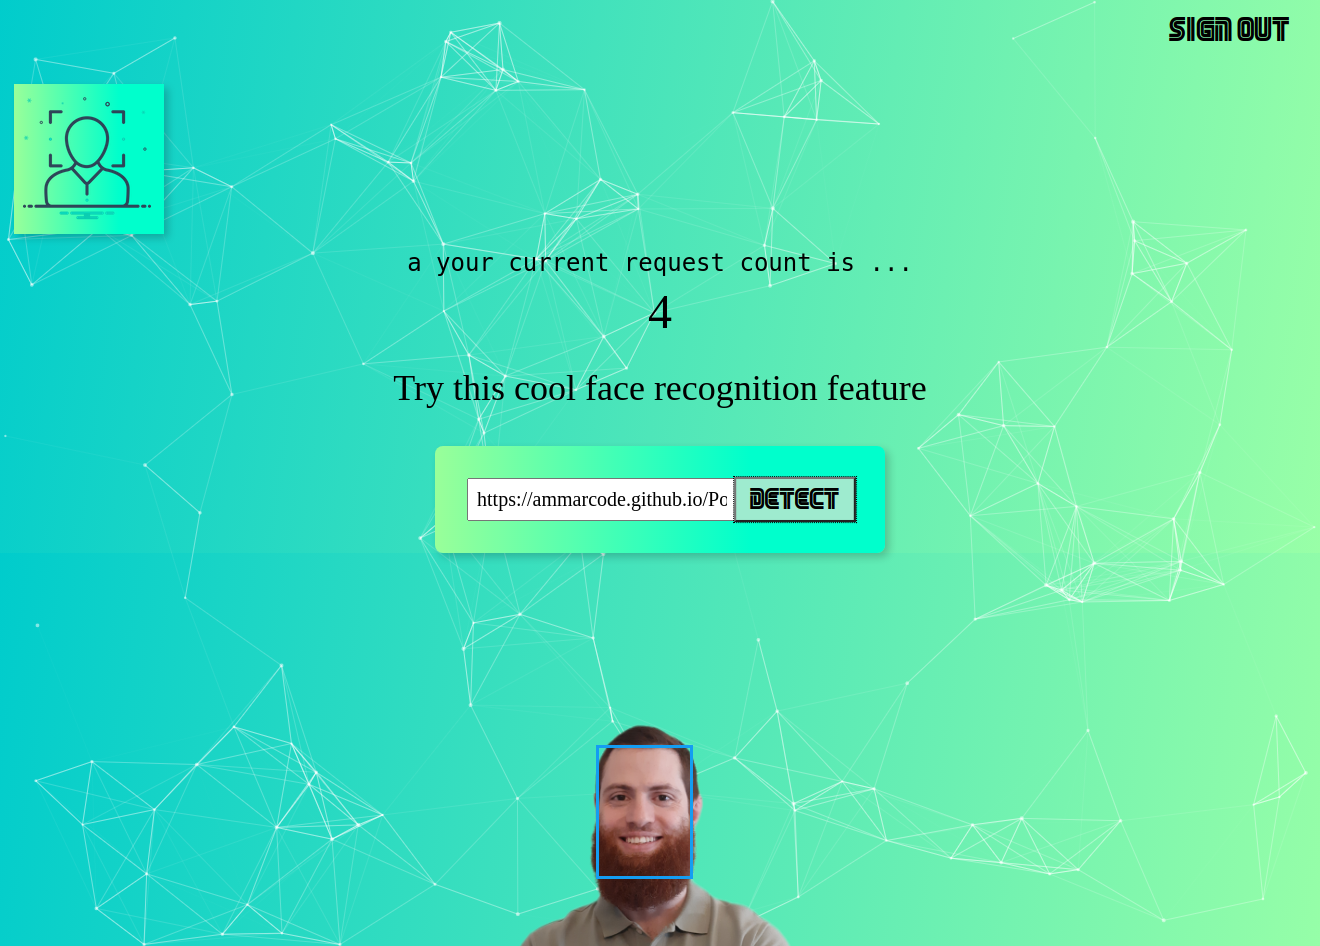 SIGN OUT
a your current request count is ...
4
Try this cool face recognition feature
https://ammarcode.github.io/Po
DETECT